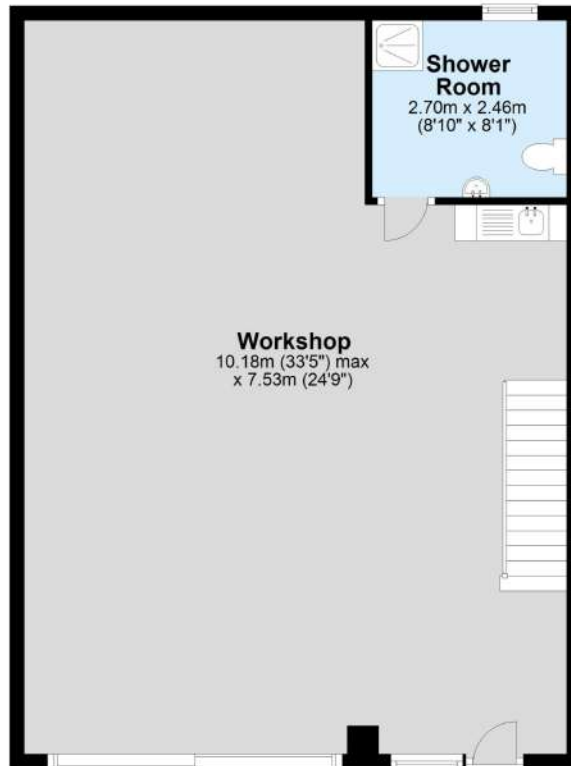 Shower
Room
2.70m x 2.46m
(8'10" x 8'1")
Workshop
10.18m (33'5") max
x 7.53m (24'9")